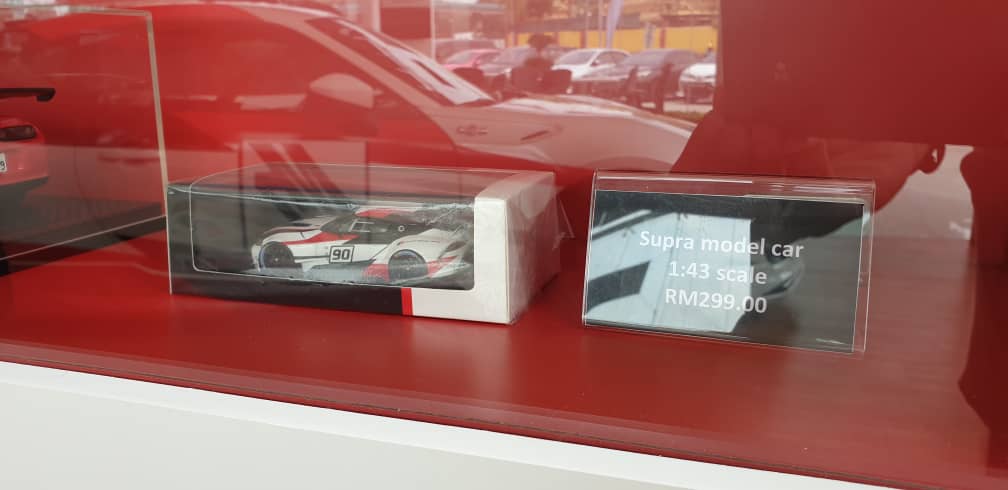 90
Supra model car
1:43 scale
RM299.00